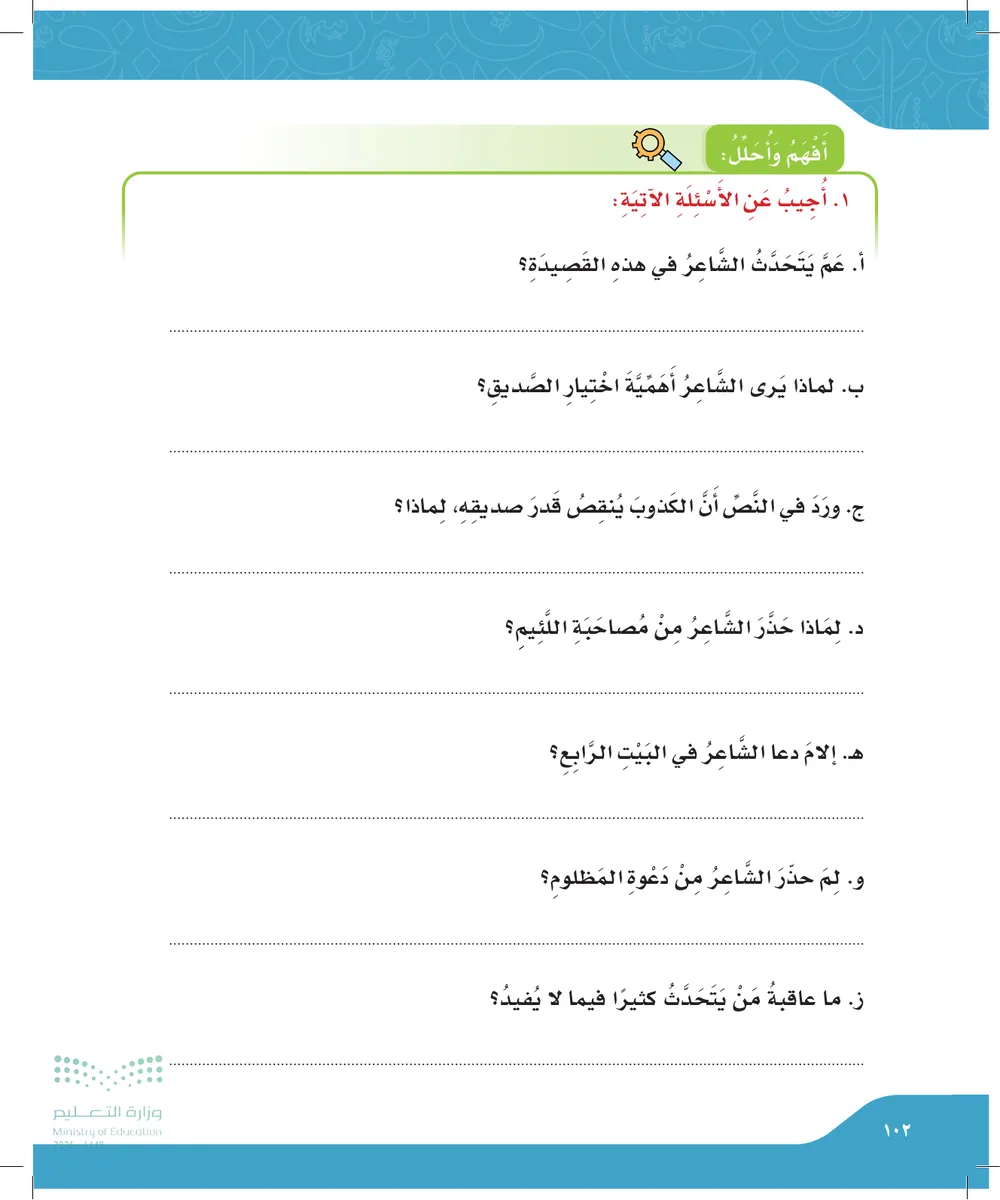 أَفْهَمُ وَأُحَلِّلُ:
١. أُجِيبُ عَنِ الأَسْئِلَةِ الآتِيَةِ:
أ. عَمَّ يَتَحَدَّثُ الشَّاعِرُ في هذهِ القَصِيدَةِ؟
ب. لماذا يَرى الشَّاعِرُ أَهَمِّيَّةَ اخْتِيارِ الصَّديقِ؟
ج. ورَدَ في النَّصِّ أَنَّ الكَذوبَ يُنقِصُ قَدرَ صديقِهِ، لِماذا؟
د. لِمَاذا حَذَّرَ الشَّاعِرُ مِنْ مُصاحَبَةِ اللَّئِيمِ؟
هـ. إلامَ دعا الشَّاعِرُ في البَيْتِ الرَّابِعِ؟
و. لِمَ حذّرَ الشَّاعِرُ مِنْ دَعْوةِ المَظلومِ؟
ز. ما عاقبةُ مَنْ يَتَحَدَّثُ كثيرًا فيما لا يُفيدُ؟
وزارة التعـــليم
Ministry of Education
١٠٢